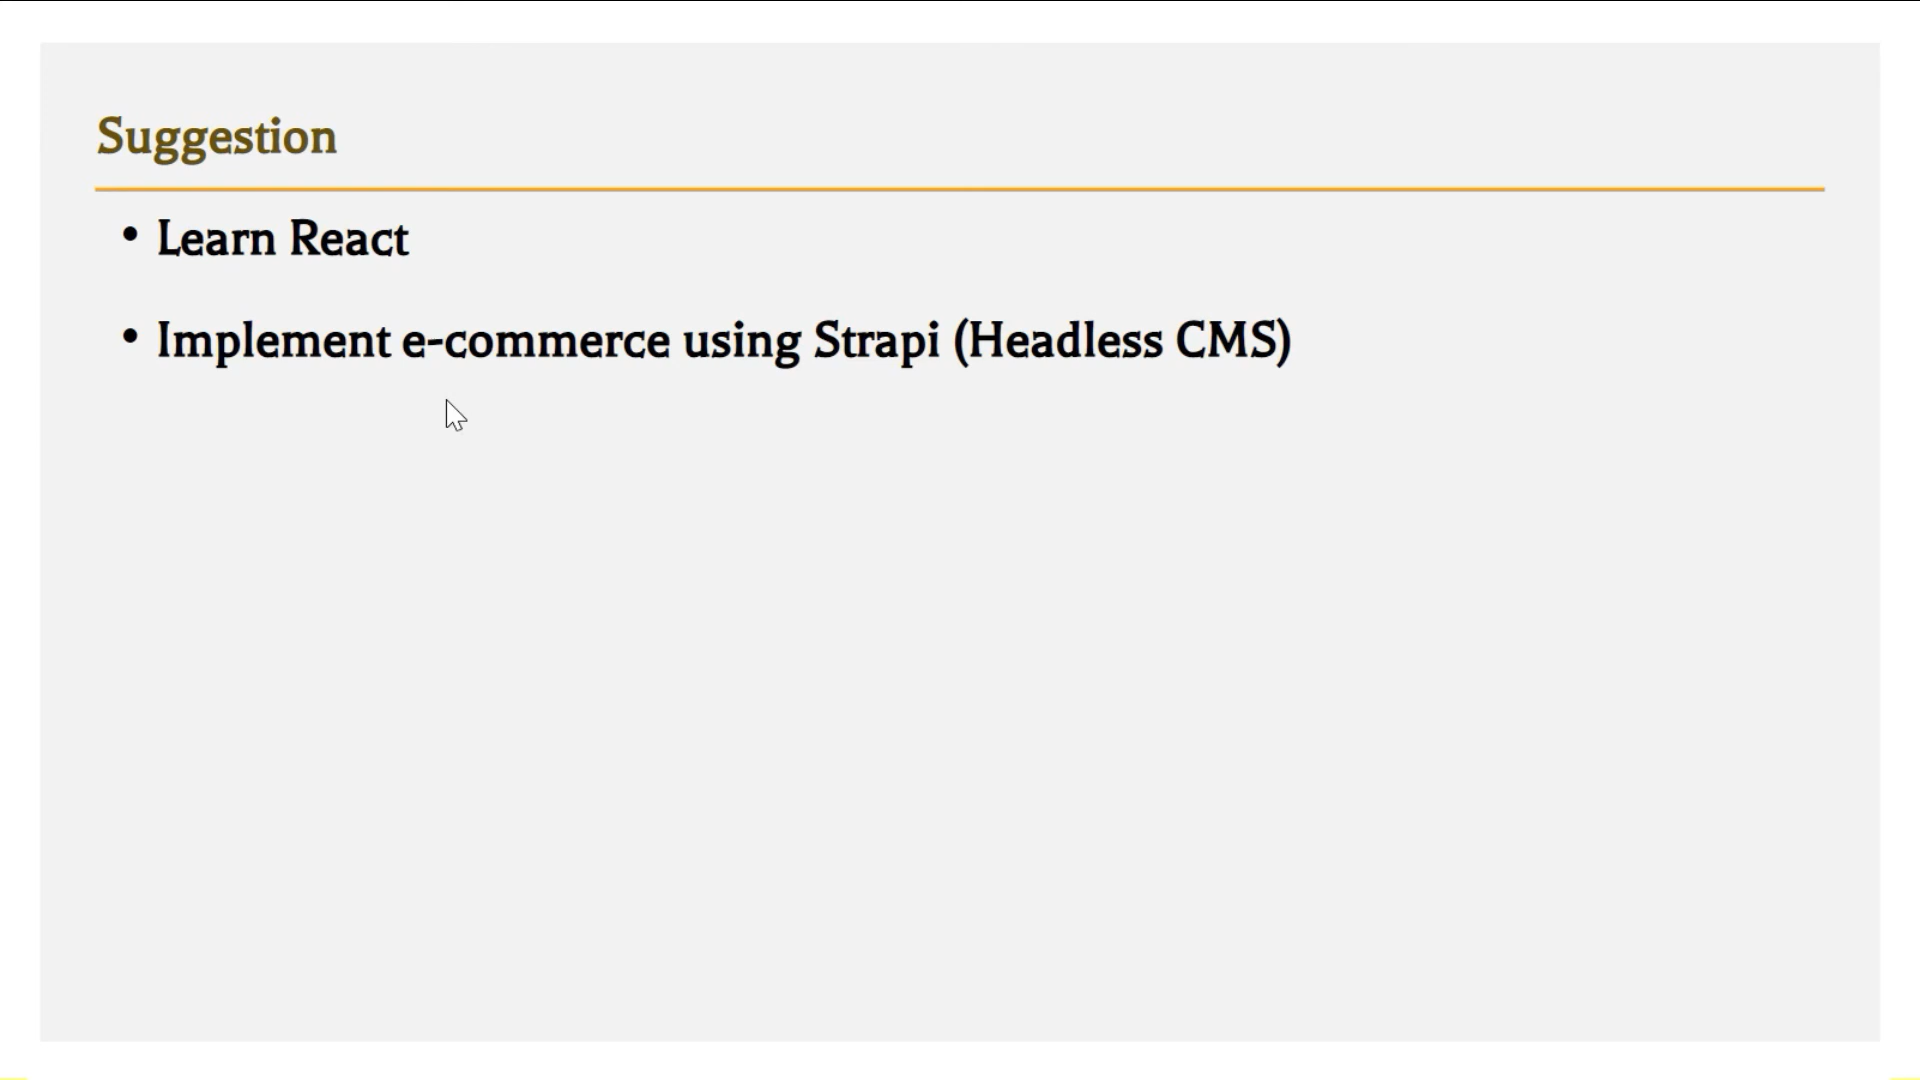 Suggestion
• Learn React
• Implement e-commerce using Strapi (Headless CMS)